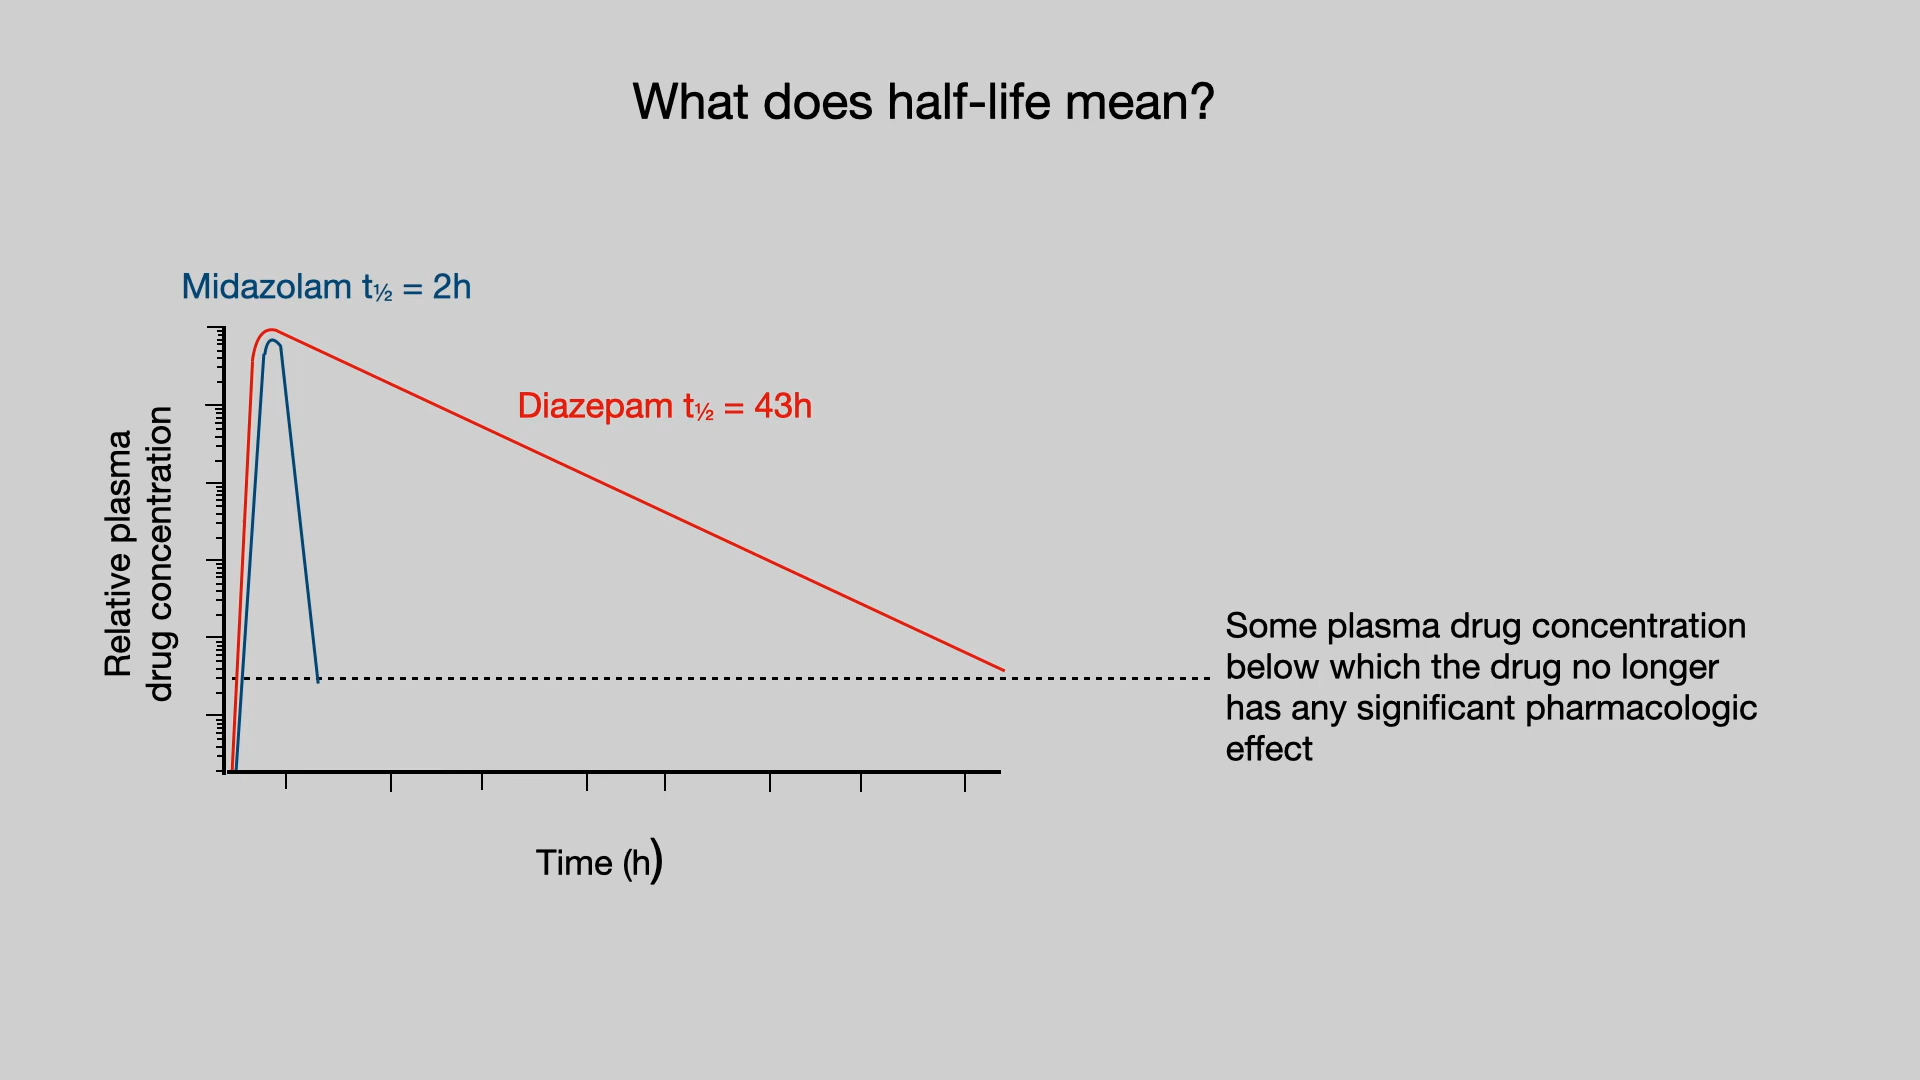 What does half-life mean?
Midazolam t½ = 2h
Diazepam t½ = 43h
Relative plasma
drug concentration
Some plasma drug concentration
below which the drug no longer
has any significant pharmacologic
effect
Time (h)